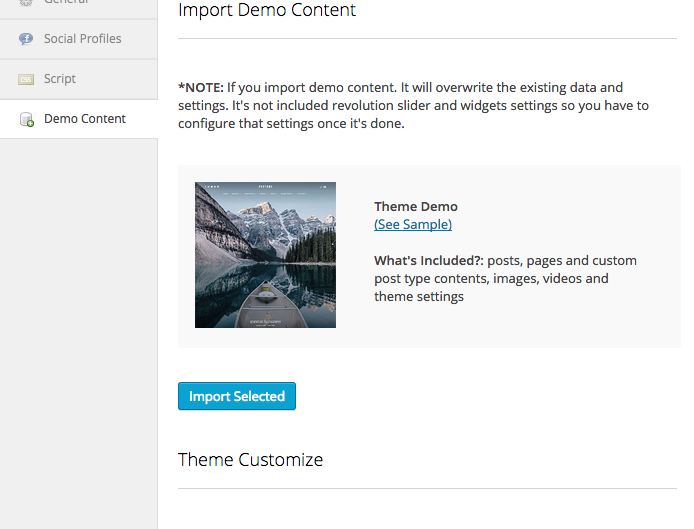 General
Import Demo Content
Social Profiles
Script
Demo Content
*NOTE: If you import demo content. It will overwrite the existing data and
settings. It's not included revolution slider and widgets settings so you have to
configure that settings once it's done.
Theme Demo
(See Sample)
What's Included?: posts, pages and custom
post type contents, images, videos and
theme settings
Import Selected
Theme Customize